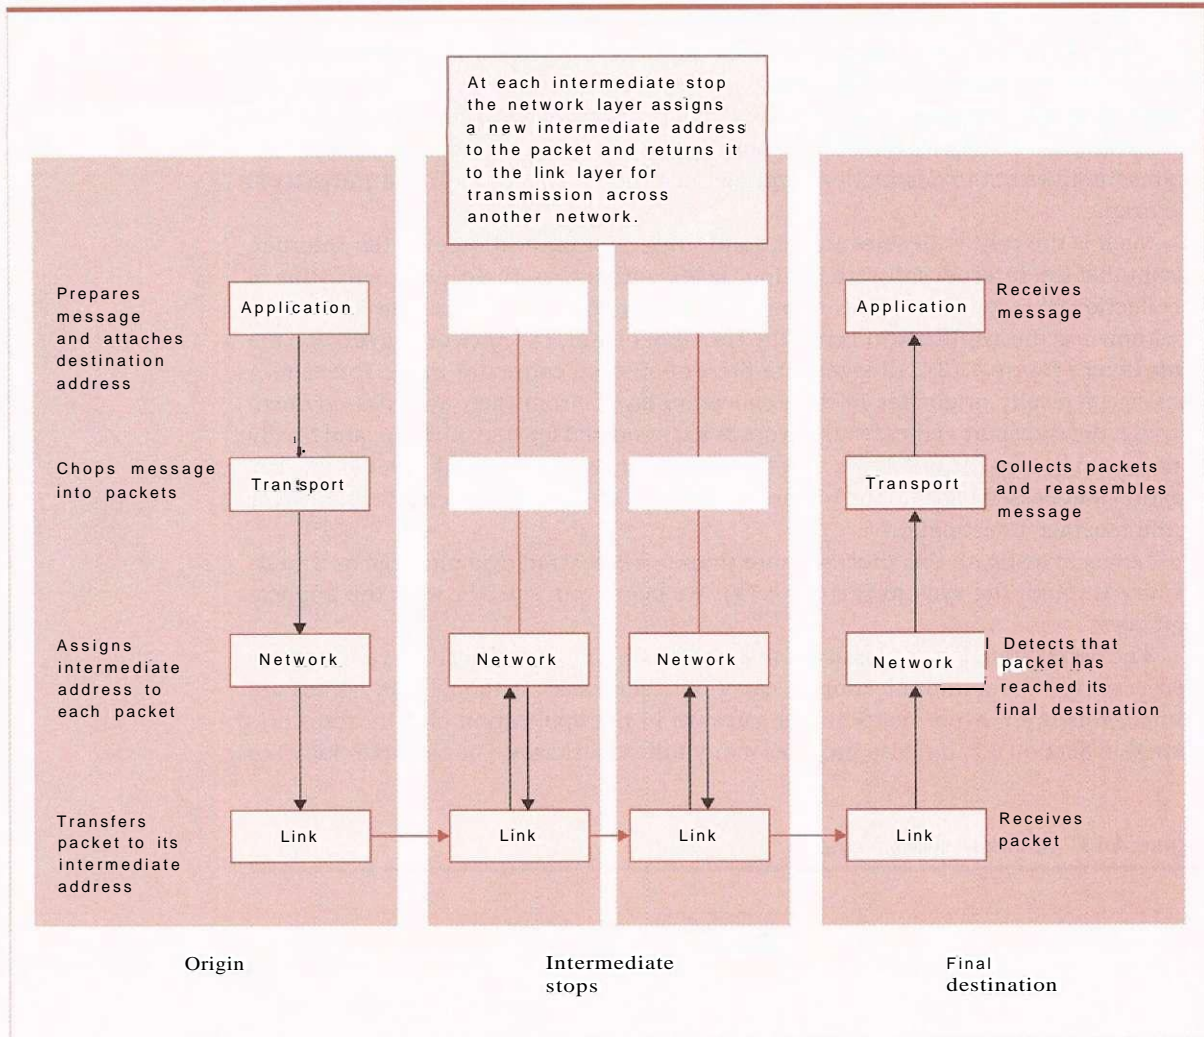 At each intermediate stop
the network layer assigns
a new intermediate address
to the packet and returns it
to the link layer for
transmission across
another network.
Prepares
message
and attaches
destination
address
Application
Application
Receives
message
Chops message
into packets
Transport
Transport
Collects packets
and reassembles
message
Assigns
intermediate
address to
each packet
Network
Network
Network
Network
Detects that
packet has
reached its
final destination
Transfers
packet to its
intermediate
address
Link
Link
Link
Link
Receives
packet
Origin
Intermediate
stops
Final
destination